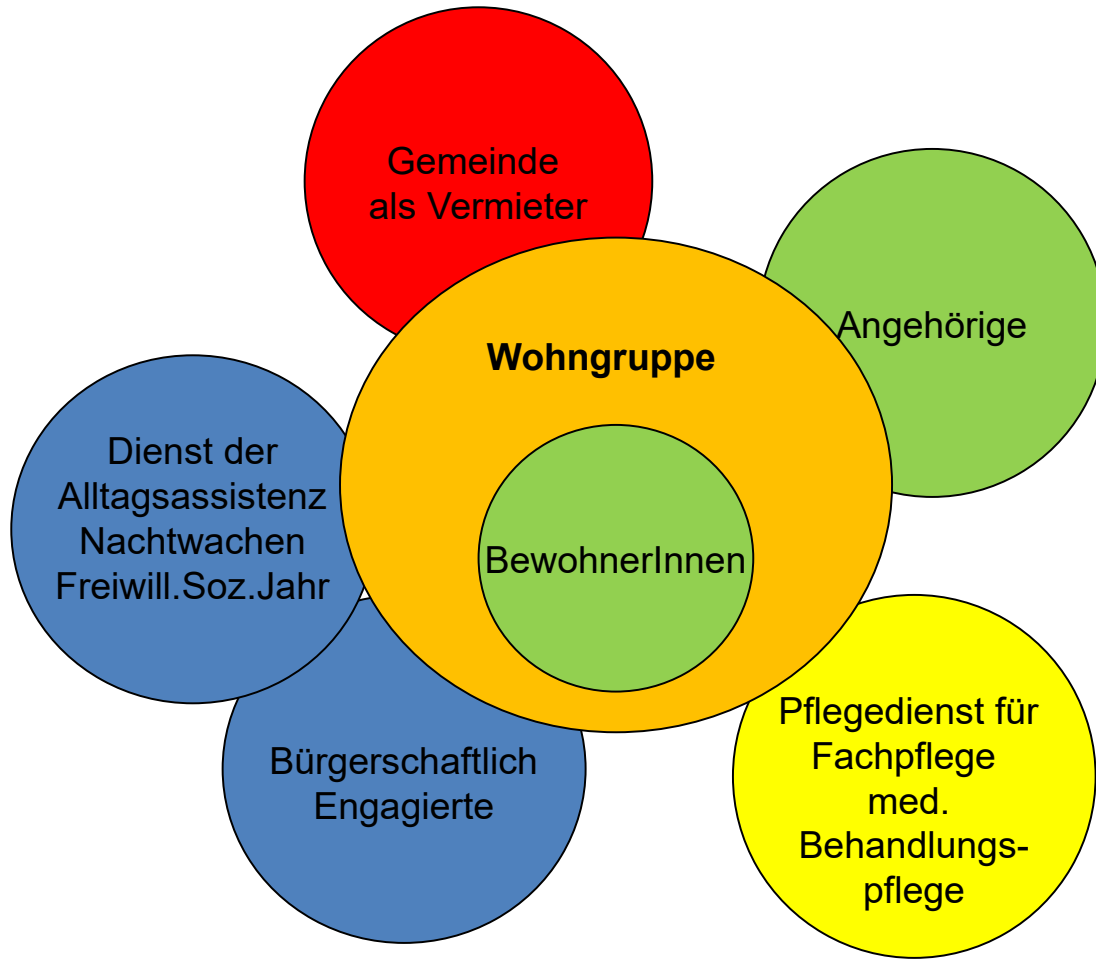 Gemeinde
als Vermieter
Angehörige
Wohngruppe
Dienst der
Alltagsassistenz
Nachtwachen
Freiwill.Soz.Jahr
BewohnerInnen
Bürgerschaftlich
Engagierte
Pflegedienst für
Fachpflege
med.
Behandlungs-
pflege